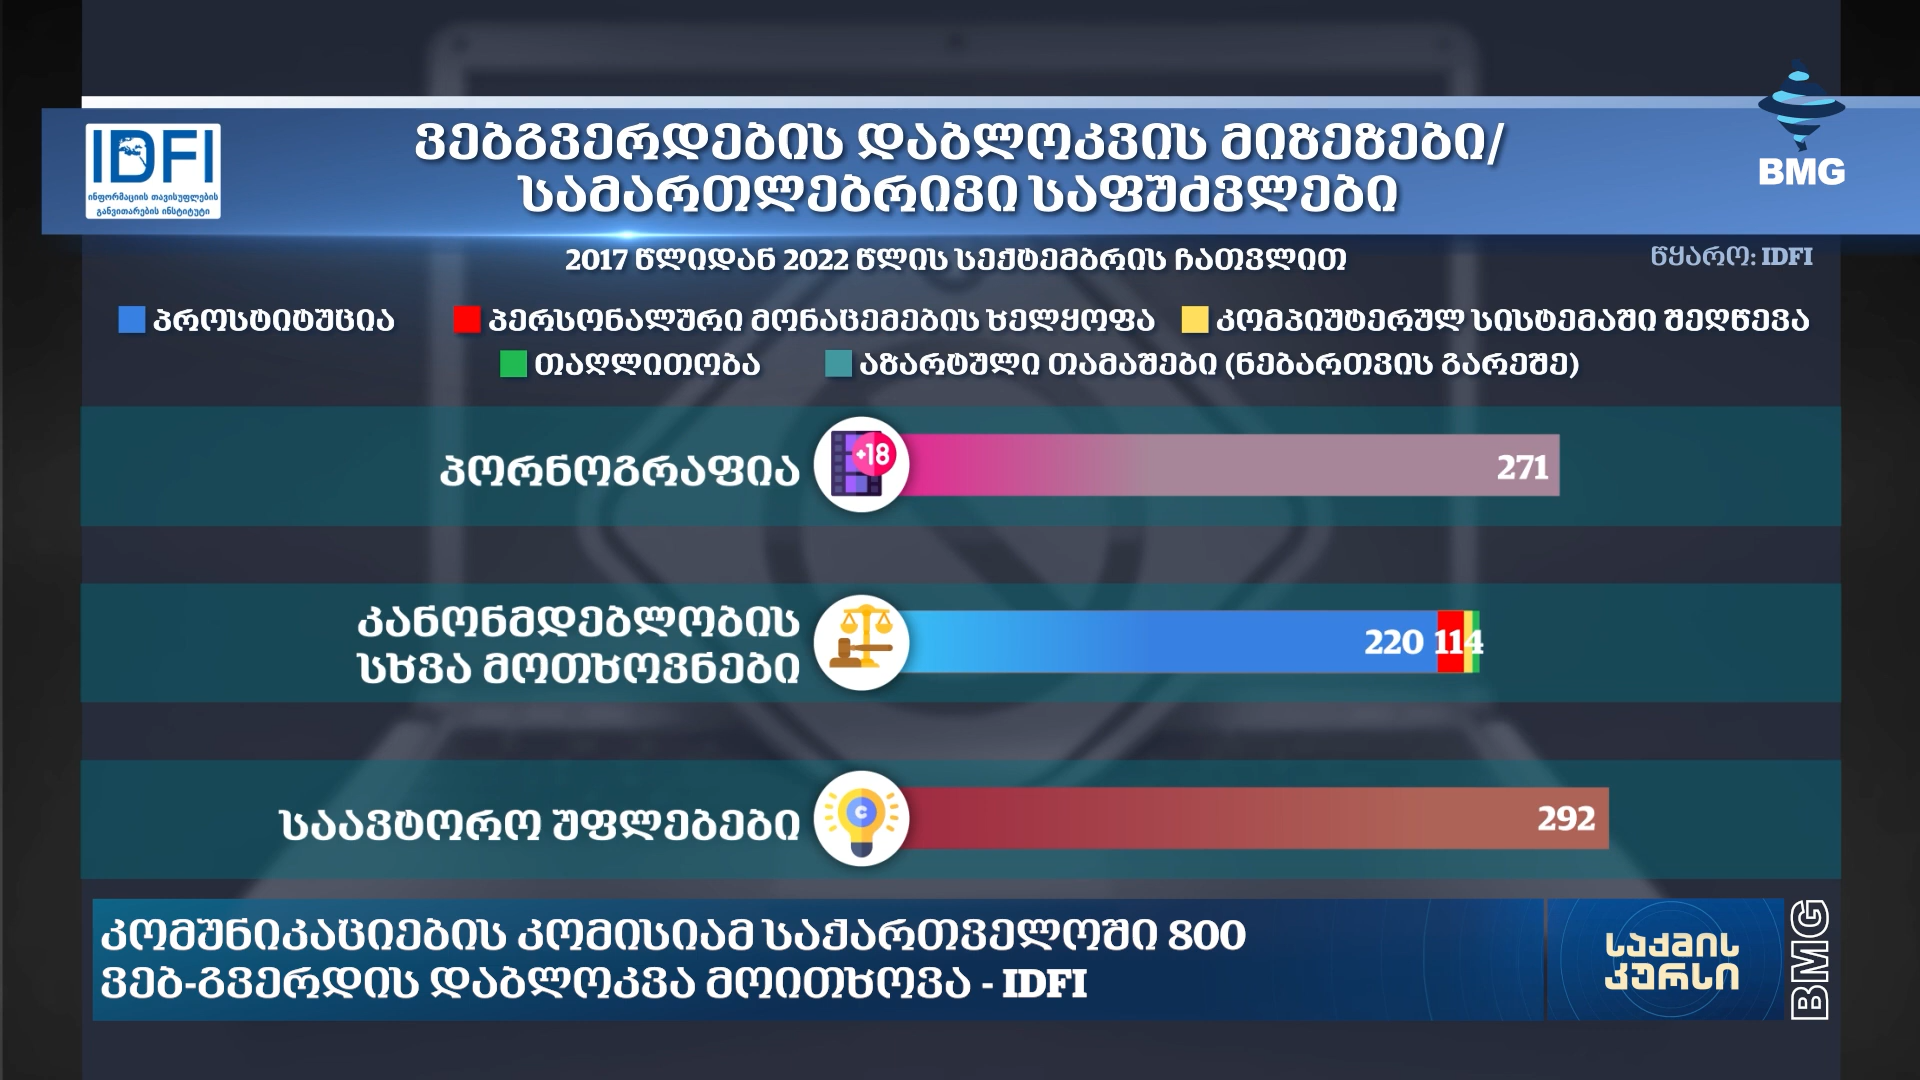 IDFI
ინფორმაციის თავისუფლების
განვითარების ინსტიტუტი
ვებგვერდების დაბლოკვის მიზეზები/
სამართლებრივი საფუძვლები
BMG
2017 წლიდან 2022 წლის სექტემბრის ჩათვლით
წყარო: IDFI
პროსტიტუცია
პერსონალური მონაცემების ხელყოფა
კომპიუტერულ სისტემაში შეღწევა
თაღლითობა
აზარტული თამაშები (ნებართვის გარეშე)
პორნოგრაფია
+18
271
კანონმდებლობის
სხვა მოთხოვნები
220 114
საავტორო უფლებები
C
292
კომუნიკაციების კომისიამ საქართველოში 800
ვებ-გვერდის დაბლოკვა მოითხოვა - IDFI
საქმის
კურსი
BMG